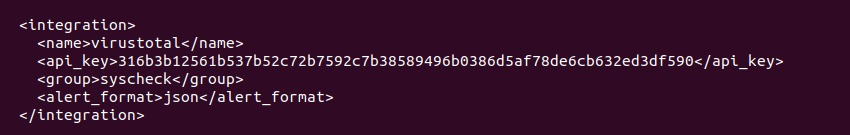 <integration>
<name>virustotal</name>
<api_key>316b3b12561b537b52c72b7592c7b38589496b0386d5af78de6cb632ed3df590</api_key>
<group>syscheck</group>
<alert_format>json</alert_format>
</integration>